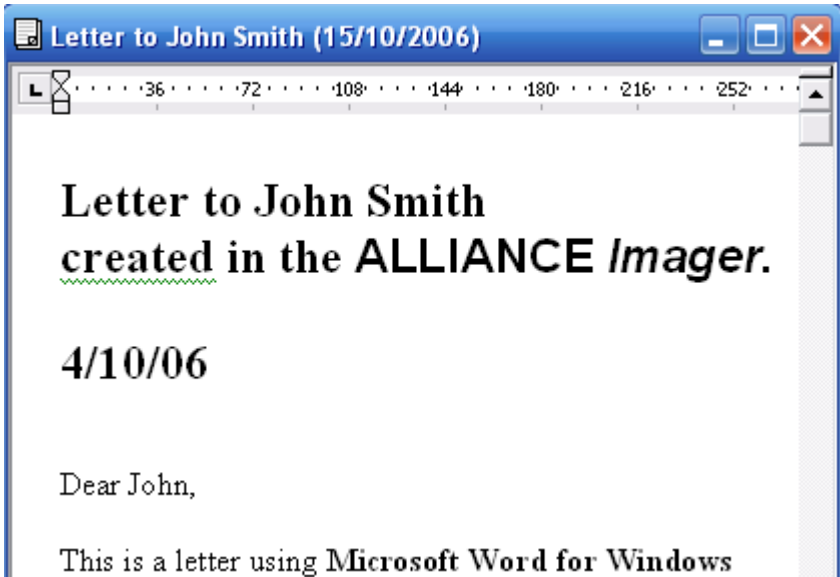 Letter to John Smith (15/10/2006)
36 72 108 144 180 216 252
Letter to John Smith
created in the ALLIANCE Imager.
4/10/06
Dear John,
This is a letter using Microsoft Word for Windows